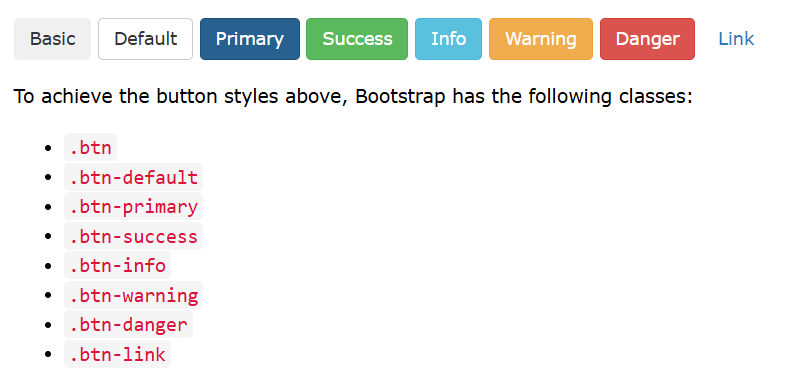 Basic Default Primary Success Info Warning Danger Link
To achieve the button styles above, Bootstrap has the following classes:
.btn
.btn-default
.btn-primary
.btn-success
.btn-info
.btn-warning
.btn-danger
.btn-link